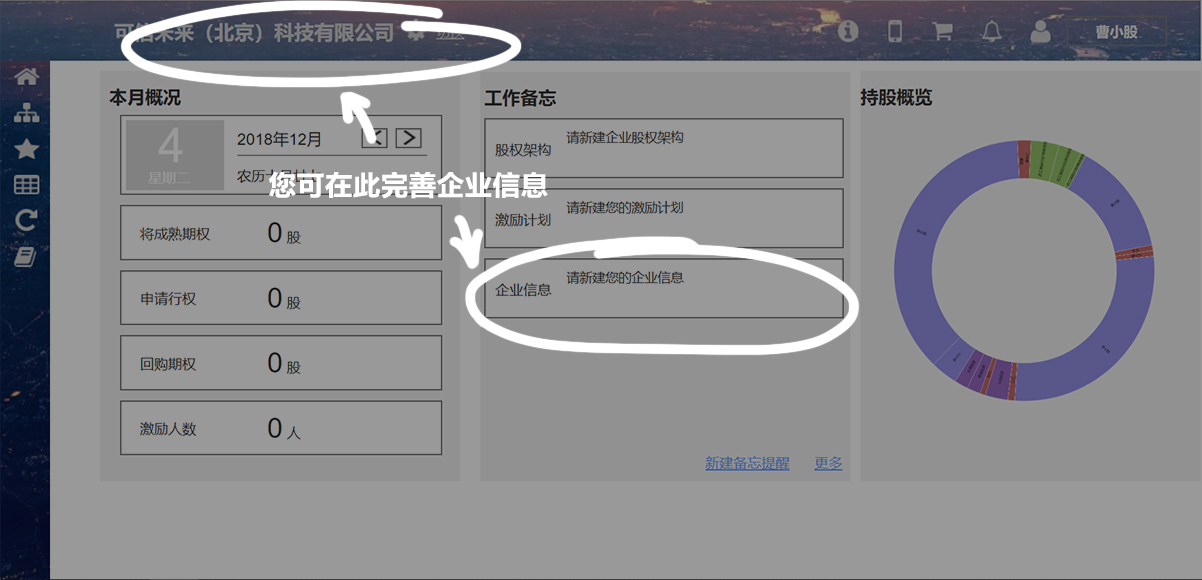 可信未来（北京）科技有限公司 切换
曹小股
本月概况
4
星期二
2018年12月
您可在此完善企业信息
将成熟期权 0 股
申请行权 0 股
回购期权 0 股
激励人数 0 人
工作备忘
股权架构 请新建企业股权架构
激励计划 请新建您的激励计划
企业信息 请新建您的企业信息
新建备忘提醒 更多
持股概览